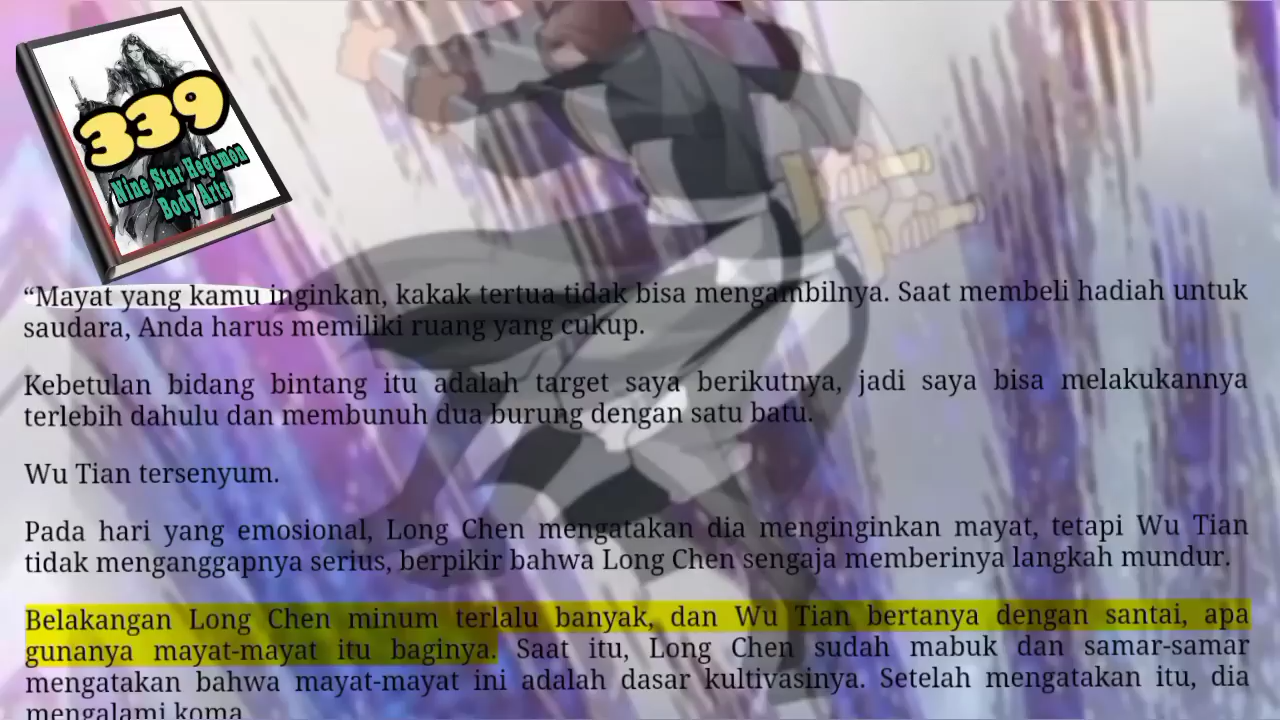 339
Nine Star Hegemon
Body Arts
“Mayat yang kamu inginkan, kakak tertua tidak bisa mengambilnya. Saat membeli hadiah untuk
saudara, Anda harus memiliki ruang yang cukup.
Kebetulan bidang bintang itu adalah target saya berikutnya, jadi saya bisa melakukannya
terlebih dahulu dan membunuh dua burung dengan satu batu.
Wu Tian tersenyum.
Pada hari yang emosional, Long Chen mengatakan dia menginginkan mayat, tetapi Wu Tian
tidak menganggapnya serius, berpikir bahwa Long Chen sengaja memberinya langkah mundur.
Belakangan Long Chen minum terlalu banyak, dan Wu Tian bertanya dengan santai, apa
gunanya mayat-mayat itu baginya. Saat itu, Long Chen sudah mabuk dan samar-samar
mengatakan bahwa mayat-mayat ini adalah dasar kultivasinya. Setelah mengatakan itu, dia
mengalami koma